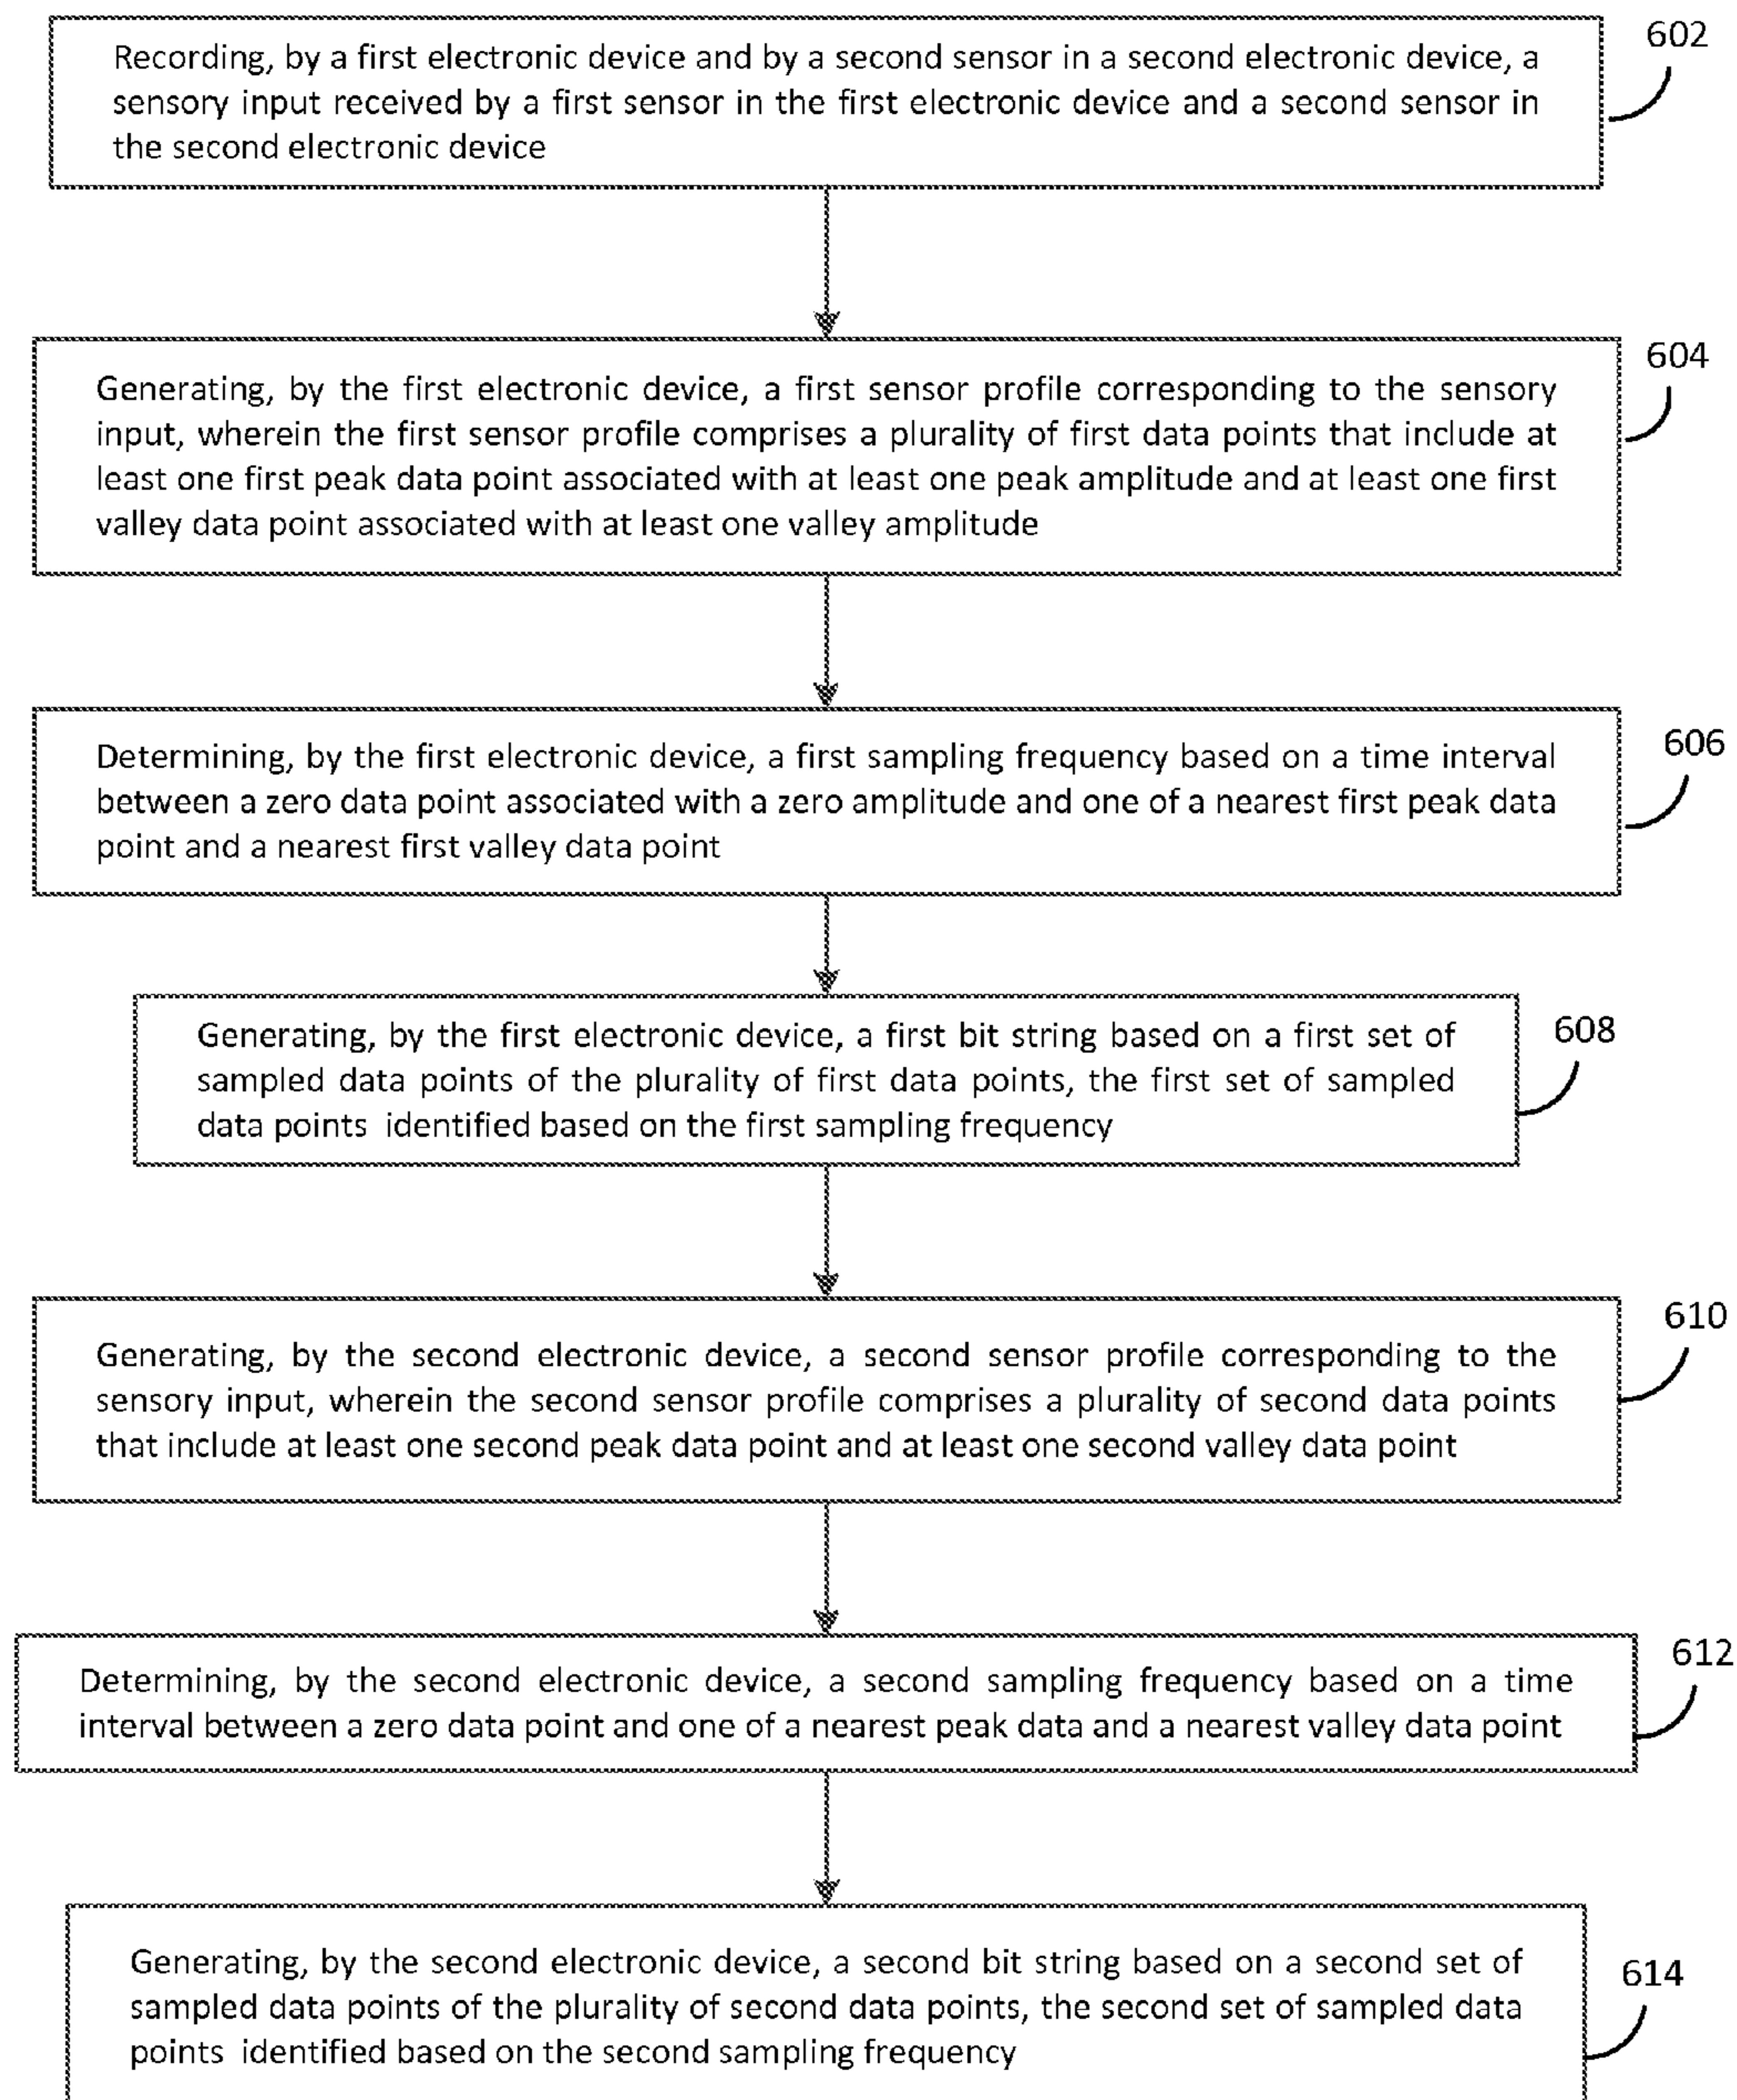 602
Recording, by a first electronic device and by a second sensor in a second electronic device, a
sensory input received by a first sensor in the first electronic device and a second sensor in
the second electronic device
604
Generating, by the first electronic device, a first sensor profile corresponding to the sensory
input, wherein the first sensor profile comprises a plurality of first data points that include at
least one first peak data point associated with at least one peak amplitude and at least one first
valley data point associated with at least one valley amplitude
606
Determining, by the first electronic device, a first sampling frequency based on a time interval
between a zero data point associated with a zero amplitude and one of a nearest first peak data
point and a nearest first valley data point
608
Generating, by the first electronic device, a first bit string based on a first set of
sampled data points of the plurality of first data points, the first set of sampled
data points identified based on the first sampling frequency
610
Generating, by the second electronic device, a second sensor profile corresponding to the
sensory input, wherein the second sensor profile comprises a plurality of second data points
that include at least one second peak data point and at least one second valley data point
612
Determining, by the second electronic device, a second sampling frequency based on a time
interval between a zero data point and one of a nearest peak data and a nearest valley data point
614
Generating, by the second electronic device, a second bit string based on a second set of
sampled data points of the plurality of second data points, the second set of sampled data
points identified based on the second sampling frequency